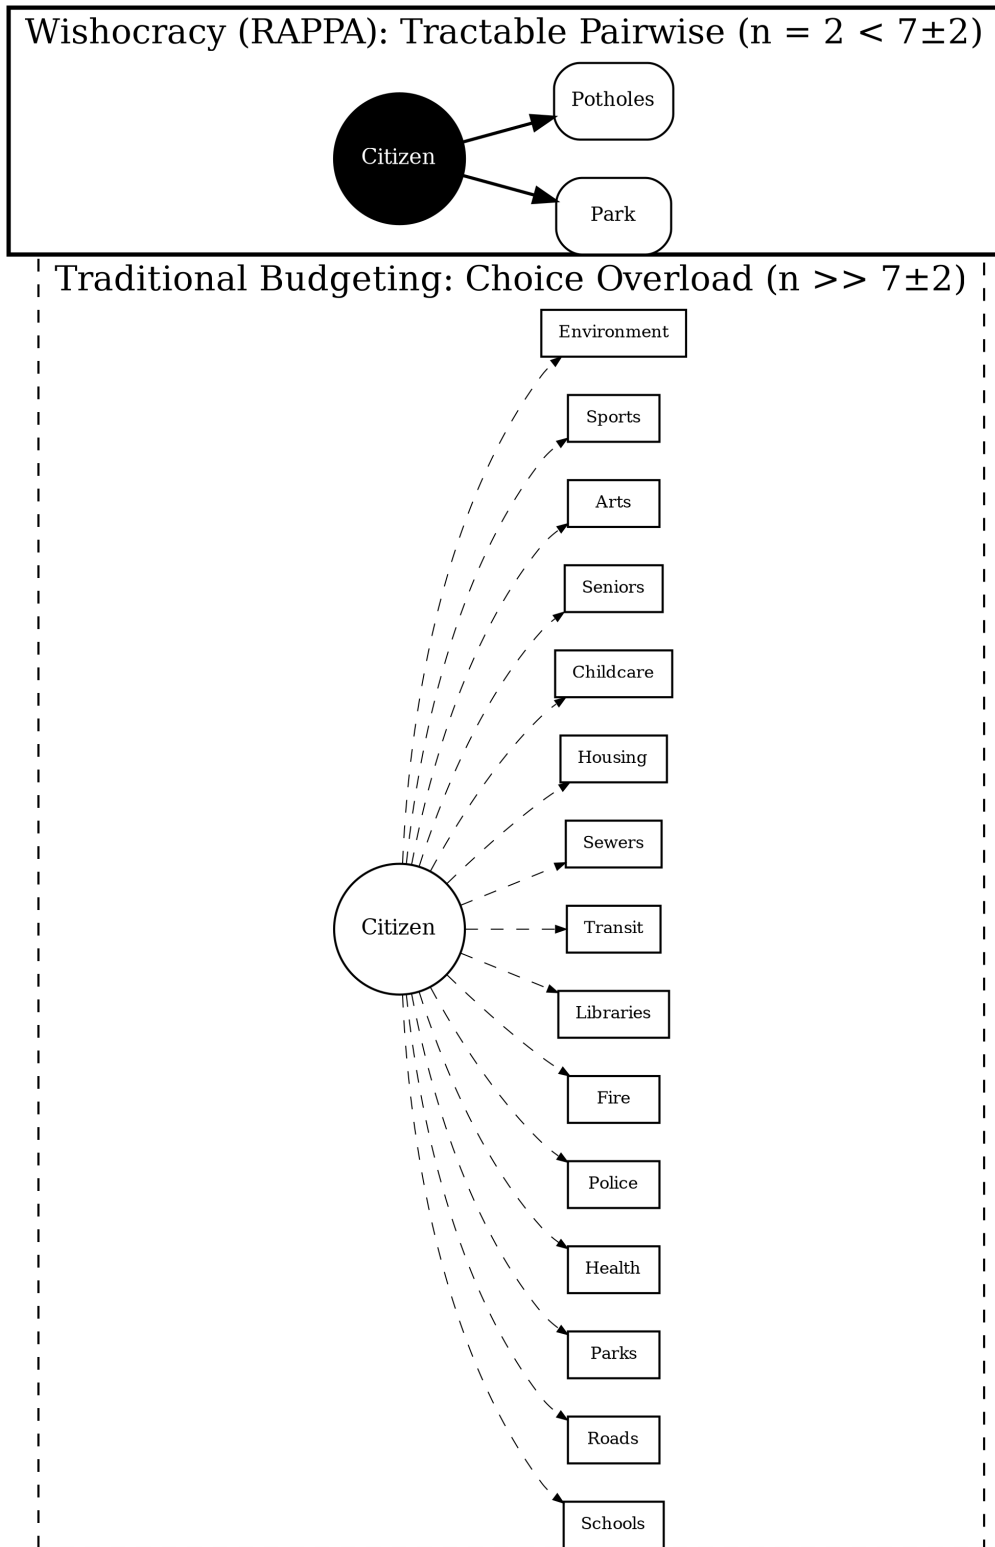 Wishocracy (RAPPA): Tractable Pairwise (n = 2 < 7±2)
Potholes
Citizen
Park
Traditional Budgeting: Choice Overload (n >> 7±2)
Environment
Sports
Arts
Seniors
Childcare
Housing
Sewers
Citizen
Transit
Libraries
Fire
Police
Health
Parks
Roads
Schools